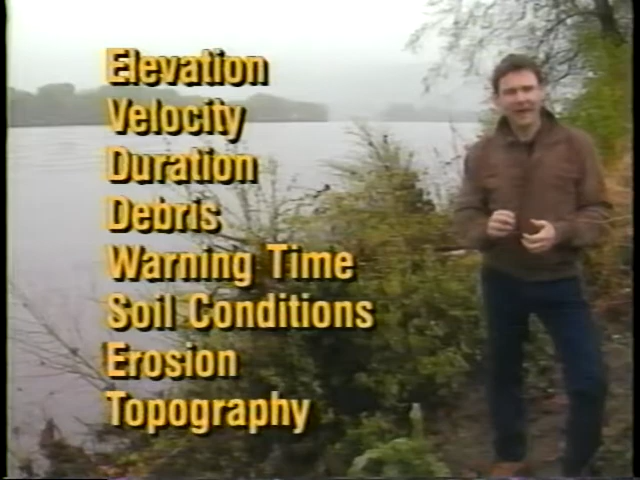 Elevation
Velocity
Duration
Debris
Warning Time
Soil Conditions
Erosion
Topography